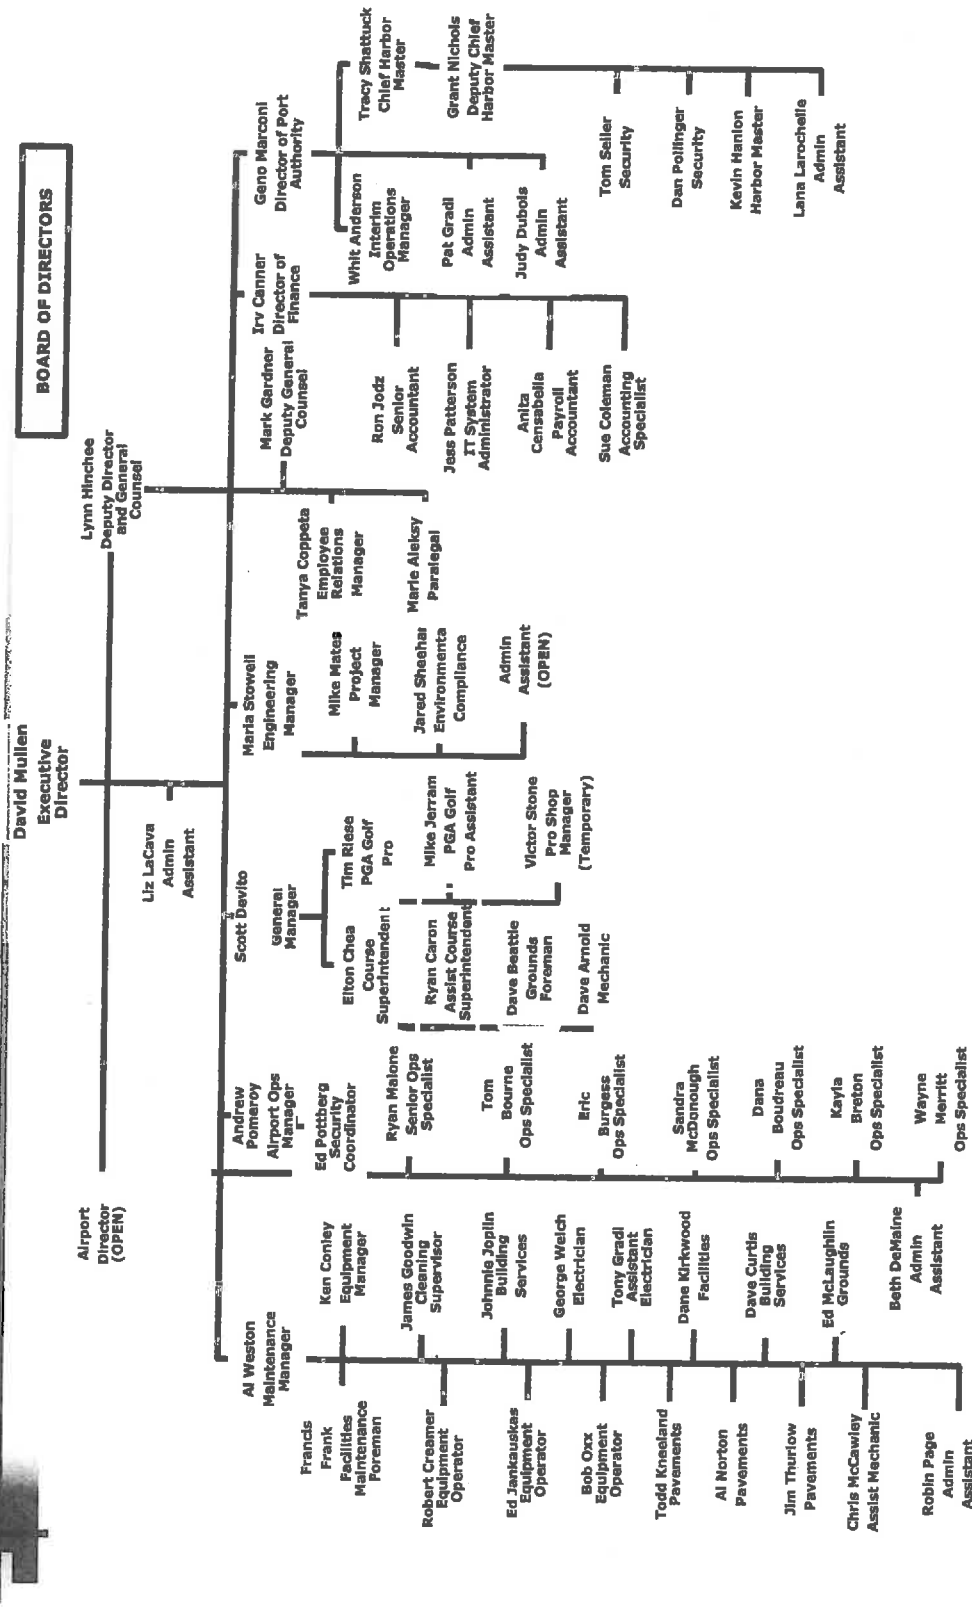 BOARD OF DIRECTORS
David Mullen
Executive
Director
Lynn Hinchee
Deputy Director
and General
Counsel
Airport
Director
(OPEN)
Liz LaCava
Admin
Assistant
Al Weston
Maintenance
Manager
Francis
Frank
Facilities
Maintenance
Foreman
Ken Conley
Equipment
Manager
Robert Creamer
Equipment
Operator
James Goodwin
Cleaning
Supervisor
Ed Jankauskas
Equipment
Operator
Johnnie Joplin
Building
Services
Bob Oxx
Equipment
Operator
George Welch
Electrician
Todd Kneeland
Pavements
Tony Gradl
Assistant
Electrician
Al Norton
Pavements
Dane Kirkwood
Facilities
Jim Thurlow
Pavements
Dave Curtis
Building
Services
Chris McCawley
Assist Mechanic
Ed McLaughlin
Grounds
Robin Page
Admin
Assistant
Andrew
Pomeroy
Airport Ops
Manager
Ed Pottberg
Security
Coordinator
Ryan Malone
Senior Ops
Specialist
Tom
Bourne
Ops Specialist
Eric
Burgess
Ops Specialist
Sandra
McDonough
Ops Specialist
Dana
Boudreau
Ops Specialist
Kayla
Breton
Ops Specialist
Wayne
Merritt
Ops Specialist
Beth DeMaine
Admin
Assistant
Scott Devito
General
Manager
Elton Chea
Course
Superintendent
Ryan Caron
Assist Course
Superintendent
Dave Beattie
Grounds
Foreman
Dave Arnold
Mechanic
Tim Riese
PGA Golf
Pro
Mike Jerram
PGA Golf
Pro Assistant
Victor Stone
Pro Shop
Manager
(Temporary)
Maria Stowell
Engineering
Manager
Mike Mates
Project
Manager
Jared Sheehan
Environmenta
Compliance
Admin
Assistant
(OPEN)
Mark Gardner
Deputy General
Counsel
Tanya Coppeta
Employee
Relations
Manager
Marie Aleksy
Paralegal
Irv Canner
Director of
Finance
Ron Jodz
Senior
Accountant
Jess Patterson
IT System
Administrator
Anita
Censabella
Payroll
Accountant
Sue Coleman
Accounting
Specialist
Geno Marconi
Director of Port
Authority
Whit Anderson
Interim
Operations
Manager
Pat Gradl
Admin
Assistant
Judy Dubois
Admin
Assistant
Tracy Shattuck
Chief Harbor
Master
Grant Nichols
Deputy Chief
Harbor Master
Tom Seiler
Security
Dan Pollinger
Security
Kevin Hanlon
Harbor Master
Lana Larochelle
Admin
Assistant